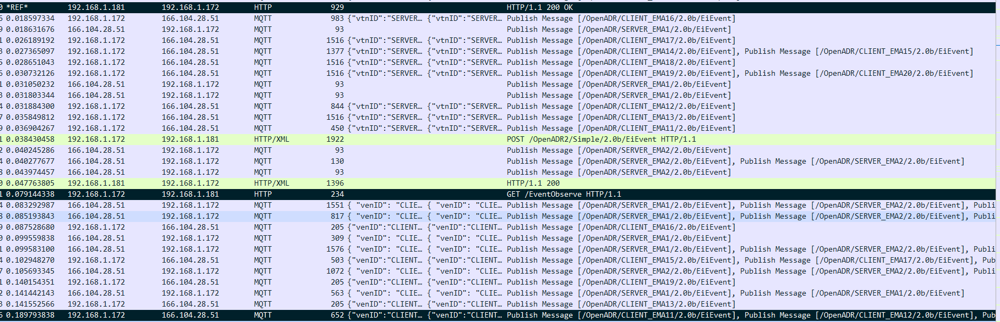 0 *REF* 192.168.1.181 192.168.1.172 HTTP 929 HTTP/1.1 200 OK
6 0.018597334 192.168.1.172 166.104.28.51 MQTT 983 {"vtnID":"SERVER… {"vtnID":"SERVER… Publish Message [/OpenADR/CLIENT_EMA16/2.0b/EiEvent]
9 0.018631676 166.104.28.51 192.168.1.172 MQTT 93 Publish Message [/OpenADR/SERVER_EMA1/2.0b/EiEvent]
1 0.026189192 192.168.1.172 166.104.28.51 MQTT 1516 {"vtnID":"SERVER… {"vtnID":"SERVER… Publish Message [/OpenADR/CLIENT_EMA17/2.0b/EiEvent]
3 0.027365097 192.168.1.172 166.104.28.51 MQTT 1377 {"vtnID":"SERVER… {"vtnID":"SERVER… Publish Message [/OpenADR/CLIENT_EMA14/2.0b/EiEvent], Publish Message [/OpenADR/CLIENT_EMA15/2.0b/EiEvent]
5 0.028651043 192.168.1.172 166.104.28.51 MQTT 1516 {"vtnID":"SERVER… {"vtnID":"SERVER… Publish Message [/OpenADR/CLIENT_EMA18/2.0b/EiEvent]
6 0.030732126 192.168.1.172 166.104.28.51 MQTT 1516 {"vtnID":"SERVER… {"vtnID":"SERVER… Publish Message [/OpenADR/CLIENT_EMA19/2.0b/EiEvent], Publish Message [/OpenADR/CLIENT_EMA20/2.0b/EiEvent]
1 0.031050232 166.104.28.51 192.168.1.172 MQTT 93 Publish Message [/OpenADR/SERVER_EMA1/2.0b/EiEvent]
3 0.031803344 166.104.28.51 192.168.1.172 MQTT 93 Publish Message [/OpenADR/SERVER_EMA1/2.0b/EiEvent]
4 0.031884300 192.168.1.172 166.104.28.51 MQTT 844 {"vtnID":"SERVER… {"vtnID":"SERVER… Publish Message [/OpenADR/CLIENT_EMA12/2.0b/EiEvent]
7 0.035849812 192.168.1.172 166.104.28.51 MQTT 1516 {"vtnID":"SERVER… {"vtnID":"SERVER… Publish Message [/OpenADR/CLIENT_EMA13/2.0b/EiEvent]
9 0.036904267 192.168.1.172 166.104.28.51 MQTT 450 {"vtnID":"SERVER… {"vtnID":"SERVER… Publish Message [/OpenADR/CLIENT_EMA11/2.0b/EiEvent]
1 0.038430458 192.168.1.172 192.168.1.181 HTTP/XML 1922 POST /OpenADR2/Simple/2.0b/EiEvent HTTP/1.1
2 0.040245286 166.104.28.51 192.168.1.172 MQTT 93 Publish Message [/OpenADR/SERVER_EMA2/2.0b/EiEvent]
4 0.040277677 166.104.28.51 192.168.1.172 MQTT 130 Publish Message [/OpenADR/SERVER_EMA2/2.0b/EiEvent], Publish Message [/OpenADR/SERVER_EMA2/2.0b/EiEvent]
8 0.043974457 166.104.28.51 192.168.1.172 MQTT 93 Publish Message [/OpenADR/SERVER_EMA2/2.0b/EiEvent]
0 0.047763805 192.168.1.181 192.168.1.172 HTTP/XML 1396 HTTP/1.1 200
1 0.079144338 192.168.1.172 192.168.1.181 HTTP 234 GET /EventObserve HTTP/1.1
4 0.083292987 166.104.28.51 192.168.1.172 MQTT 1551 { "venID": "CLIE… { "venID": "CLIE… Publish Message [/OpenADR/SERVER_EMA1/2.0b/EiEvent], Publish Message [/OpenADR/SERVER_EMA2/2.0b/EiEvent], Publi
8 0.085193843 166.104.28.51 192.168.1.172 MQTT 817 { "venID": "CLIE… { "venID": "CLIE… Publish Message [/OpenADR/SERVER_EMA1/2.0b/EiEvent], Publish Message [/OpenADR/SERVER_EMA2/2.0b/EiEvent], Publi
9 0.087528680 192.168.1.172 166.104.28.51 MQTT 205 {"venID":"CLIENT… {"venID":"CLIENT… Publish Message [/OpenADR/CLIENT_EMA16/2.0b/EiEvent]
0 0.099559838 166.104.28.51 192.168.1.172 MQTT 309 { "venID": "CLIE… { "venID": "CLIE… Publish Message [/OpenADR/SERVER_EMA1/2.0b/EiEvent]
1 0.099583100 166.104.28.51 192.168.1.172 MQTT 1576 { "venID": "CLIE… { "venID": "CLIE… Publish Message [/OpenADR/SERVER_EMA1/2.0b/EiEvent], Publish Message [/OpenADR/SERVER_EMA2/2.0b/EiEvent], Publi
4 0.102948270 192.168.1.172 166.104.28.51 MQTT 503 {"venID":"CLIENT… {"venID":"CLIENT… Publish Message [/OpenADR/CLIENT_EMA15/2.0b/EiEvent], Publish Message [/OpenADR/CLIENT_EMA17/2.0b/EiEvent], Pub
7 0.105693345 166.104.28.51 192.168.1.172 MQTT 1072 { "venID": "CLIE… { "venID": "CLIE… Publish Message [/OpenADR/SERVER_EMA2/2.0b/EiEvent], Publish Message [/OpenADR/SERVER_EMA2/2.0b/EiEvent], Publi
1 0.140154351 192.168.1.172 166.104.28.51 MQTT 205 {"venID":"CLIENT… {"venID":"CLIENT… Publish Message [/OpenADR/CLIENT_EMA19/2.0b/EiEvent]
2 0.141442143 166.104.28.51 192.168.1.172 MQTT 563 { "venID": "CLIE… { "venID": "CLIE… Publish Message [/OpenADR/SERVER_EMA1/2.0b/EiEvent], Publish Message [/OpenADR/SERVER_EMA1/2.0b/EiEvent]
3 0.141552566 192.168.1.172 166.104.28.51 MQTT 205 {"venID":"CLIENT… {"venID":"CLIENT… Publish Message [/OpenADR/CLIENT_EMA13/2.0b/EiEvent]
6 0.189793838 192.168.1.172 166.104.28.51 MQTT 652 {"venID":"CLIENT… {"venID":"CLIENT… Publish Message [/OpenADR/CLIENT_EMA11/2.0b/EiEvent], Publish Message [/OpenADR/CLIENT_EMA12/2.0b/EiEvent], Pub